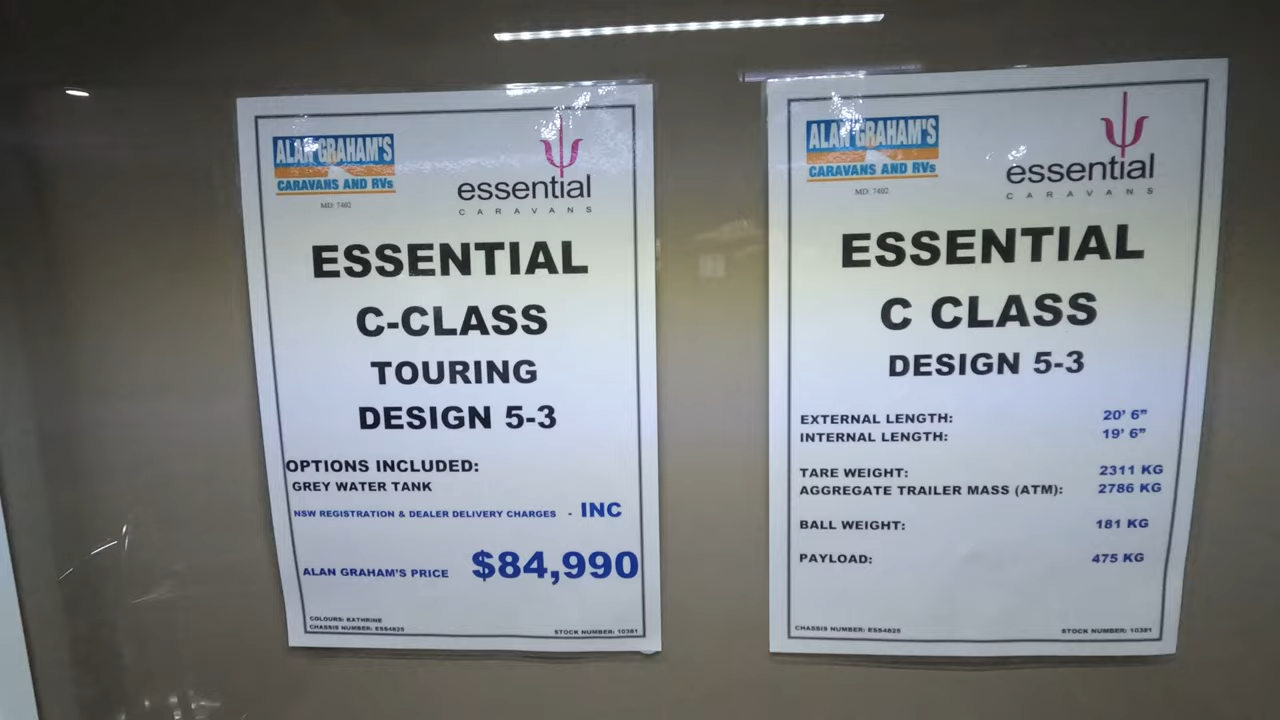 ALAN GRAHAM'S
CARAVANS AND RVs
MD: 7402
essential
CARAVANS
ESSENTIAL
C-CLASS
TOURING
DESIGN 5-3
OPTIONS INCLUDED:
GREY WATER TANK
NSW REGISTRATION & DEALER DELIVERY CHARGES - INC
ALAN GRAHAM'S PRICE $84,990
COLOURS: KATHRINE
CHASSIS NUMBER: ESS4825
STOCK NUMBER: 10381
ALAN GRAHAM'S
CARAVANS AND RVs
MD: 7402
essential
CARAVANS
ESSENTIAL
C CLASS
DESIGN 5-3
EXTERNAL LENGTH: 20' 6"
INTERNAL LENGTH: 19' 6"
TARE WEIGHT: 2311 KG
AGGREGATE TRAILER MASS (ATM): 2786 KG
BALL WEIGHT: 181 KG
PAYLOAD: 475 KG
CHASSIS NUMBER: ESS4825
STOCK NUMBER: 10381